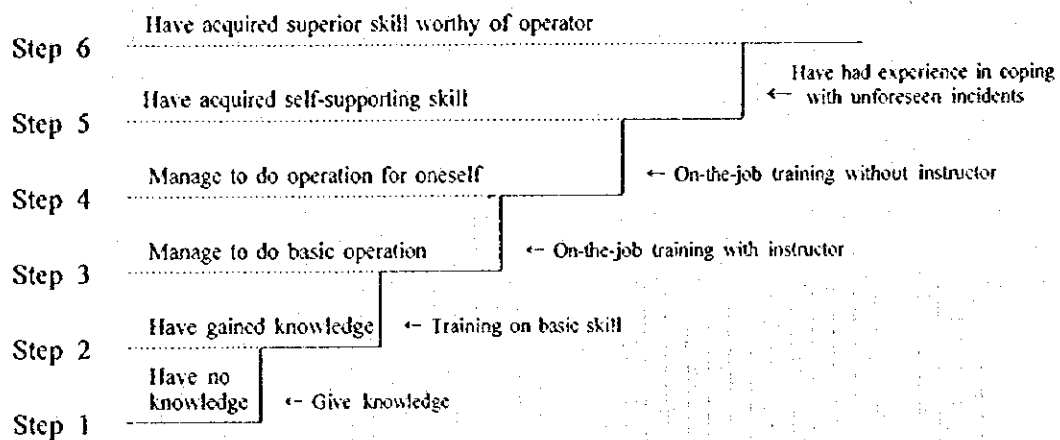 Have acquired superior skill worthy of operator
Step 6
Have had experience in coping
with unforeseen incidents
←
Have acquired self-supporting skill
Step 5
Manage to do operation for oneself
← On-the-job training without instructor
Step 4
Manage to do basic operation
← On-the-job training with instructor
Step 3
Have gained knowledge
← Training on basic skill
Step 2
Have no
knowledge
← Give knowledge
Step 1